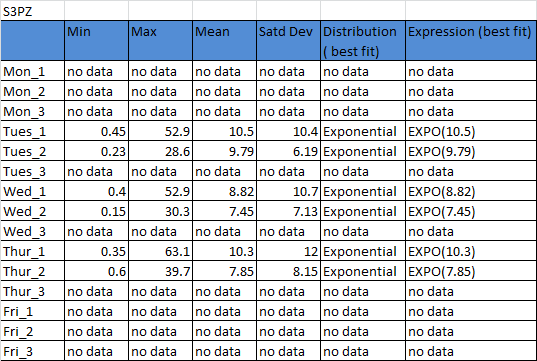 S3PZ
Min Max Mean Satd Dev Distribution Expression (best fit)
( best fit)
Mon_1 no data no data no data no data no data no data
Mon_2 no data no data no data no data no data no data
Mon_3 no data no data no data no data no data no data
Tues_1 0.45 52.9 10.5 10.4 Exponential EXPO(10.5)
Tues_2 0.23 28.6 9.79 6.19 Exponential EXPO(9.79)
Tues_3 no data no data no data no data no data no data
Wed_1 0.4 52.9 8.82 10.7 Exponential EXPO(8.82)
Wed_2 0.15 30.3 7.45 7.13 Exponential EXPO(7.45)
Wed_3 no data no data no data no data no data no data
Thur_1 0.35 63.1 10.3 12 Exponential EXPO(10.3)
Thur_2 0.6 39.7 7.85 8.15 Exponential EXPO(7.85)
Thur_3 no data no data no data no data no data no data
Fri_1 no data no data no data no data no data no data
Fri_2 no data no data no data no data no data no data
Fri_3 no data no data no data no data no data no data